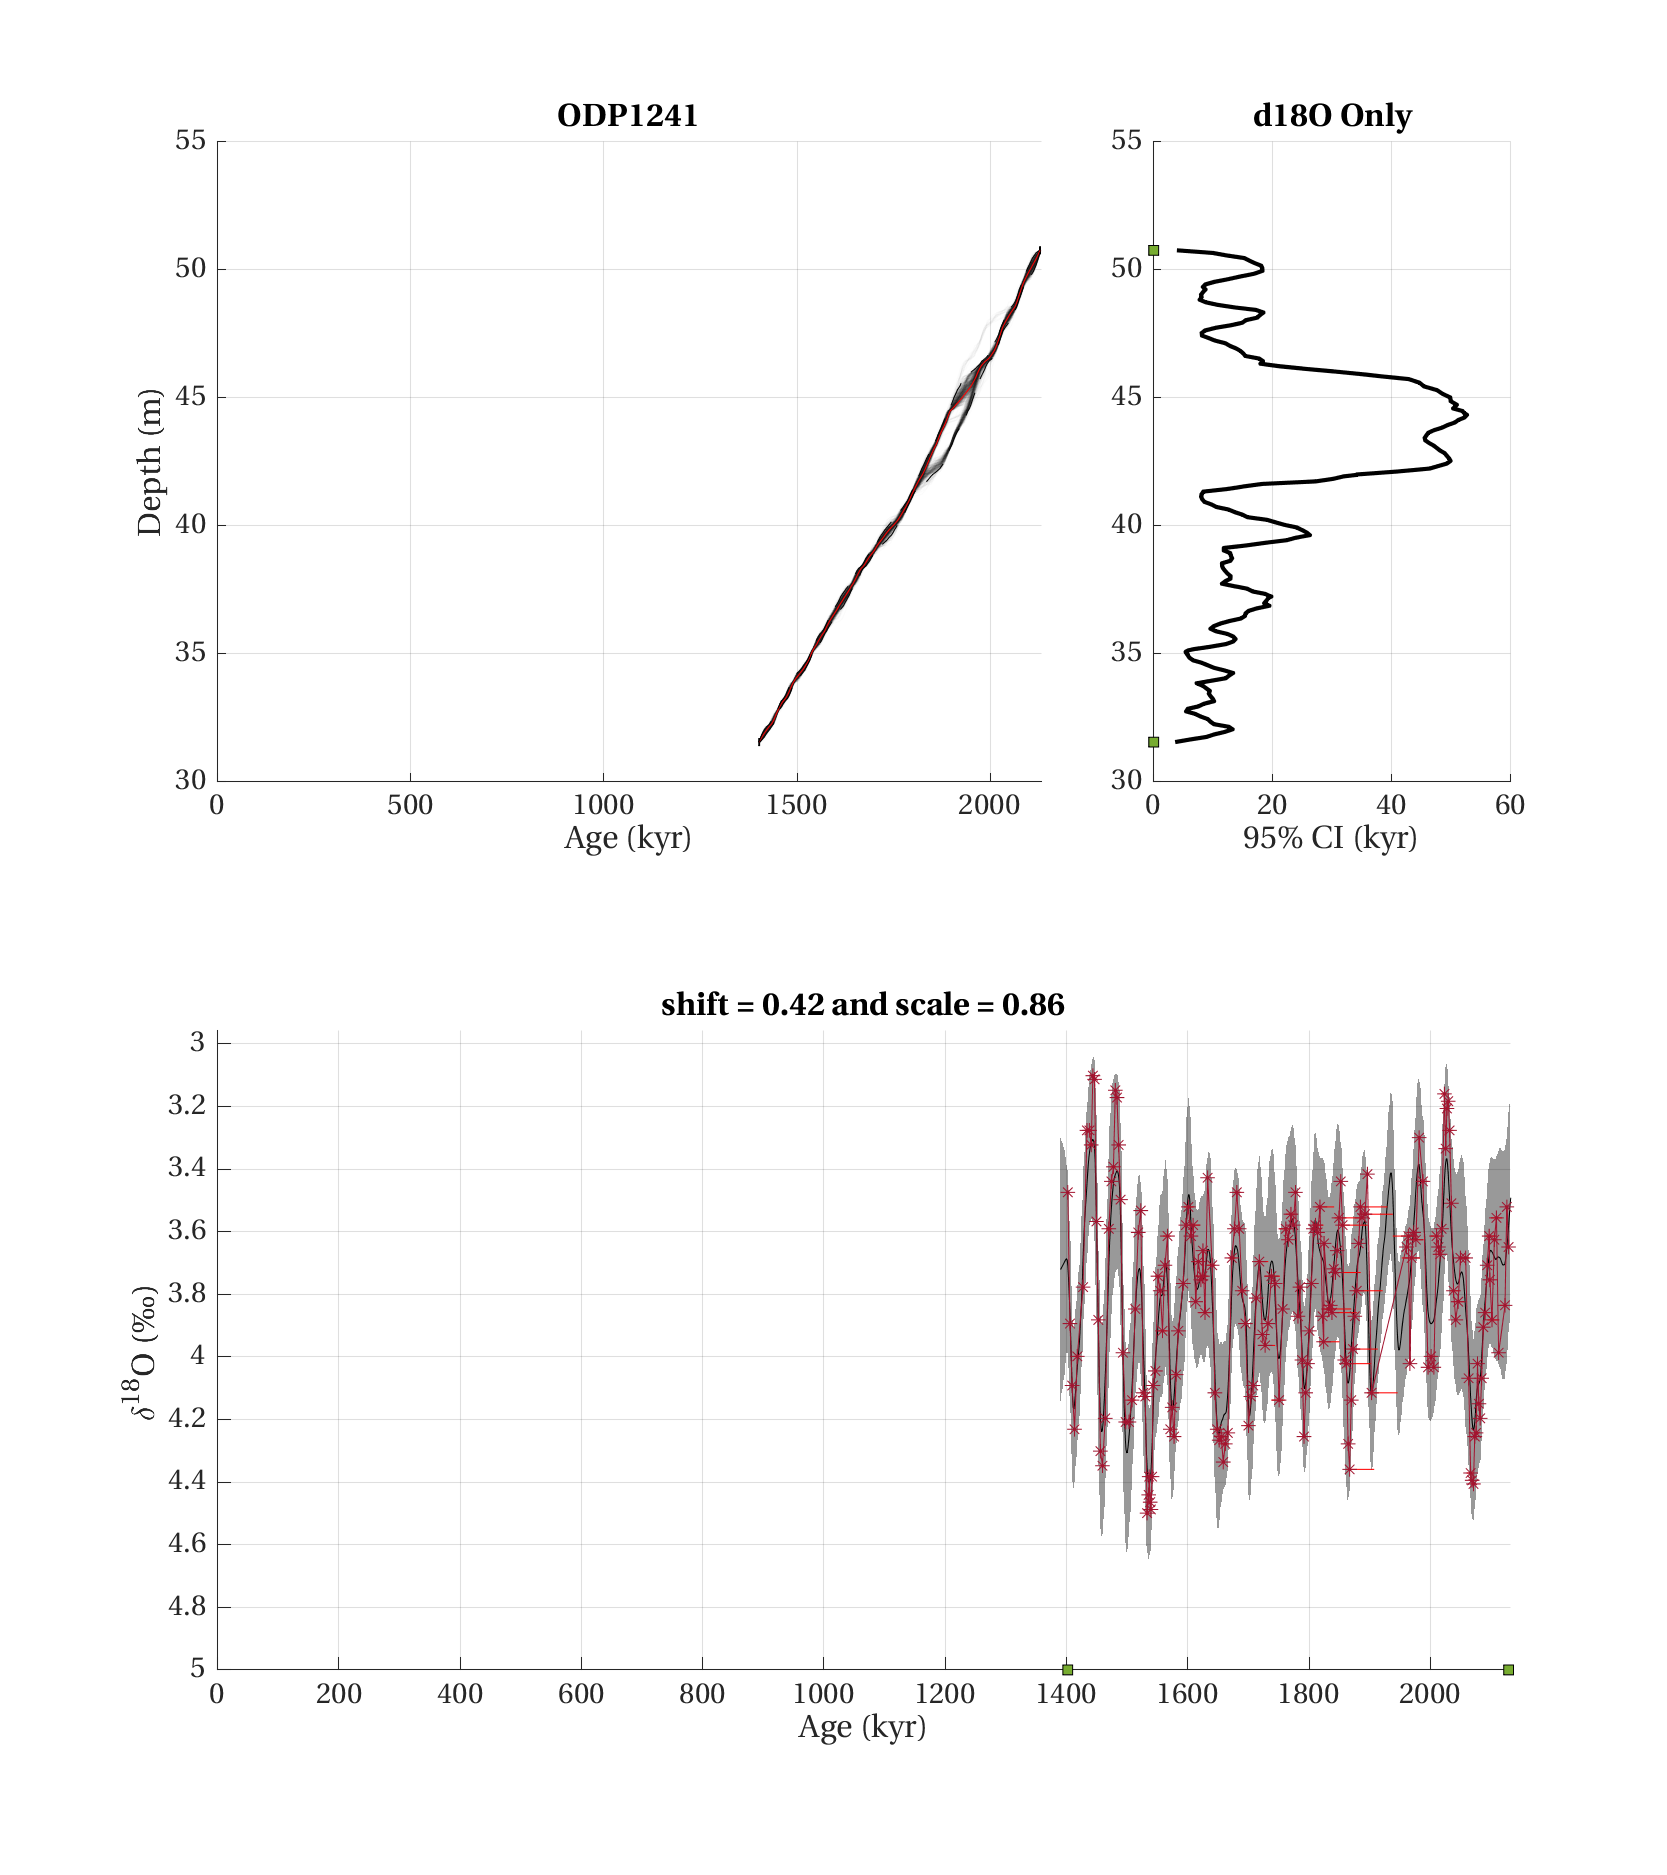 ODP1241
55
50
45
40
35
30
Depth (m)
0 500 1000 1500 2000
Age (kyr)
d18O Only
55
50
45
40
35
30
0 20 40 60
95% CI (kyr)
shift = 0.42 and scale = 0.86
3
3.2
3.4
3.6
3.8
4
4.2
4.4
4.6
4.8
5
δ18O (‰)
0 200 400 600 800 1000 1200 1400 1600 1800 2000
Age (kyr)